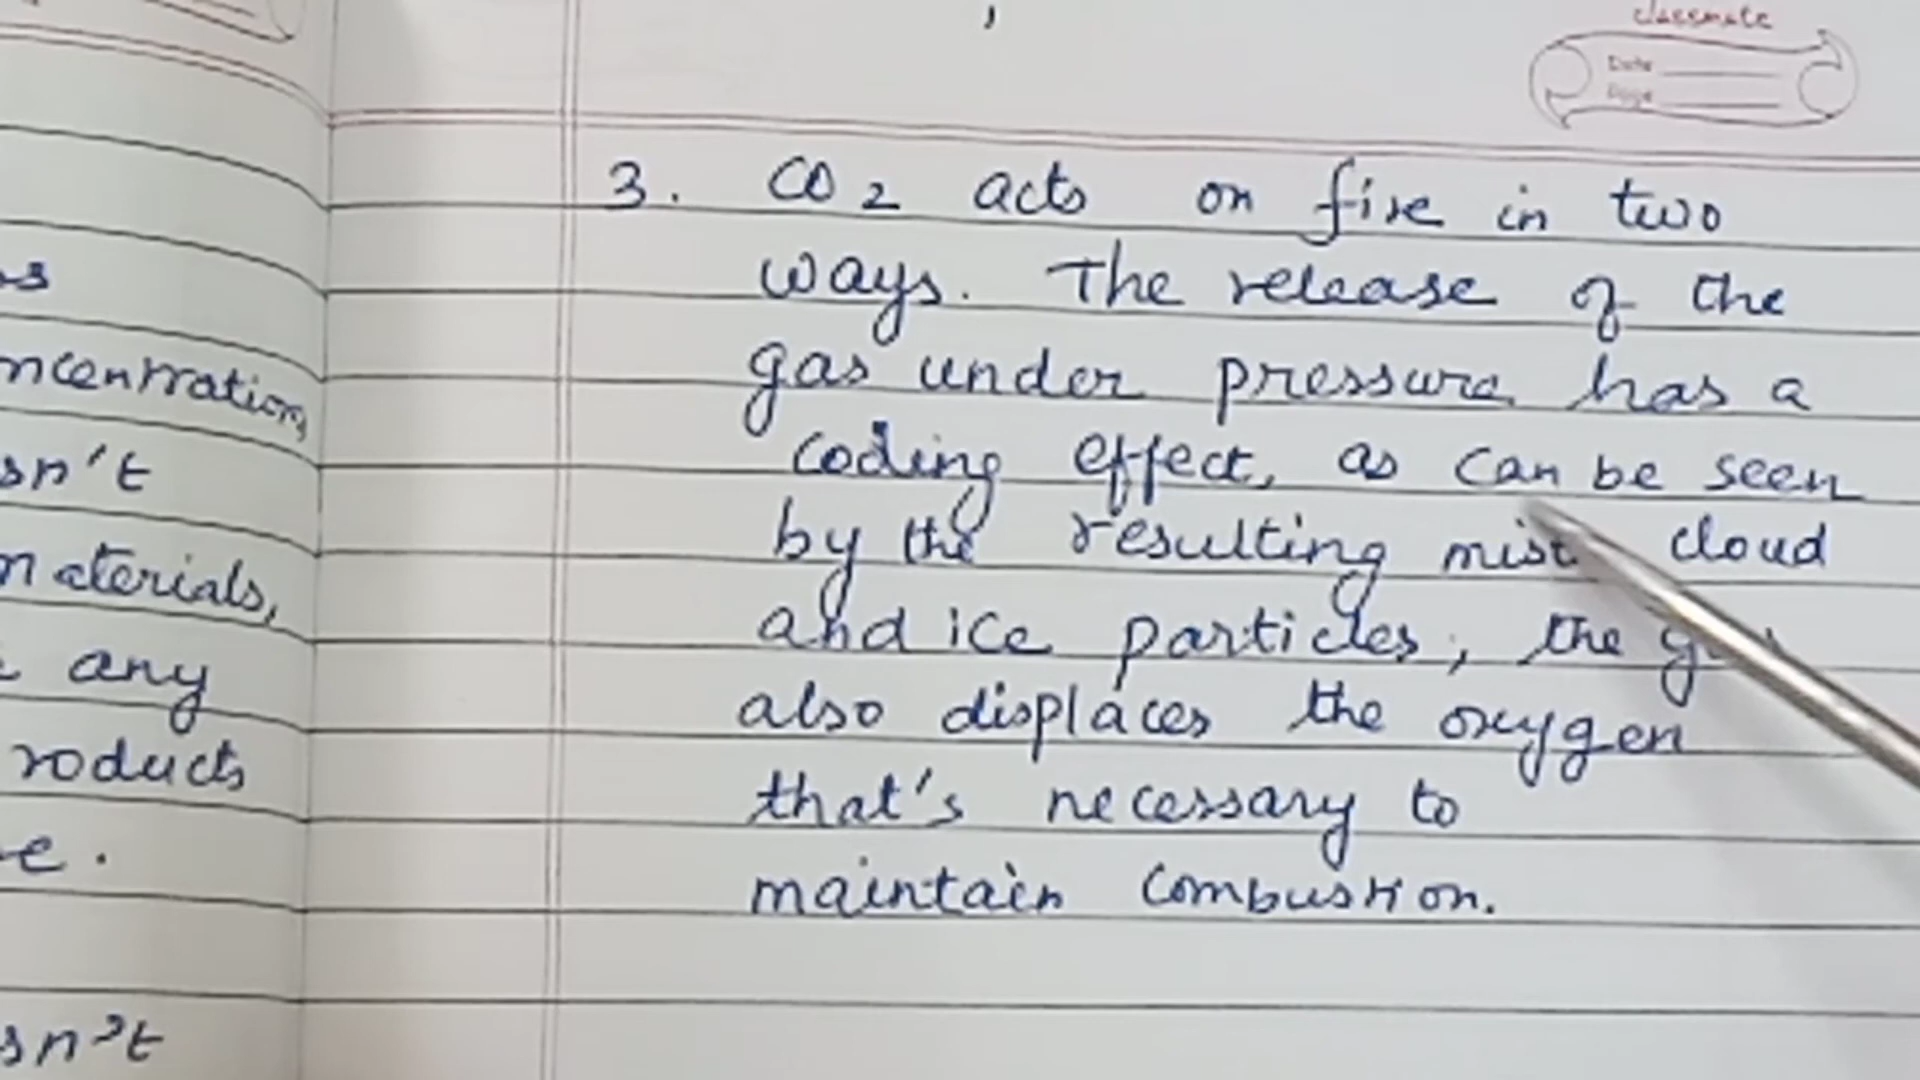 classmate
Date
Page
3. CO2 acts on fire in two
ways. The release of the
gas under pressure has a
cooling effect, as can be seen
by the resulting mist cloud
and ice particles, the
also displaces the oxygen
that's necessary to
maintain combustion.
ncentration,
sn't
materials,
any
roducts
e.
sn't